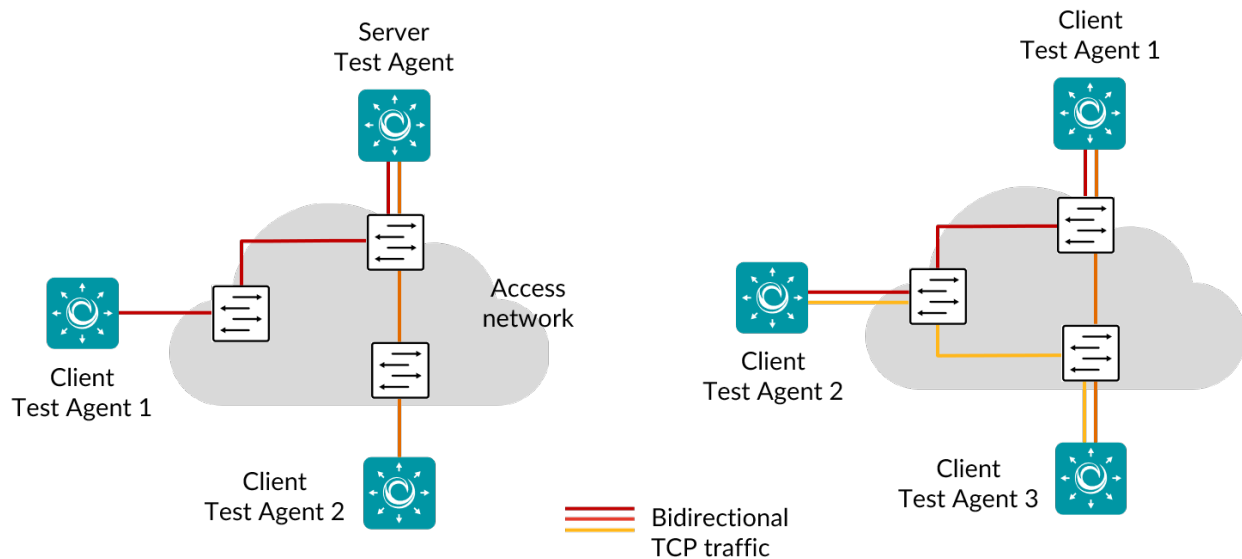 Server
Test Agent
Client
Test Agent 1
Access
network
Client
Test Agent 1
Client
Test Agent 2
Client
Test Agent 2
Client
Test Agent 3
Bidirectional
TCP traffic